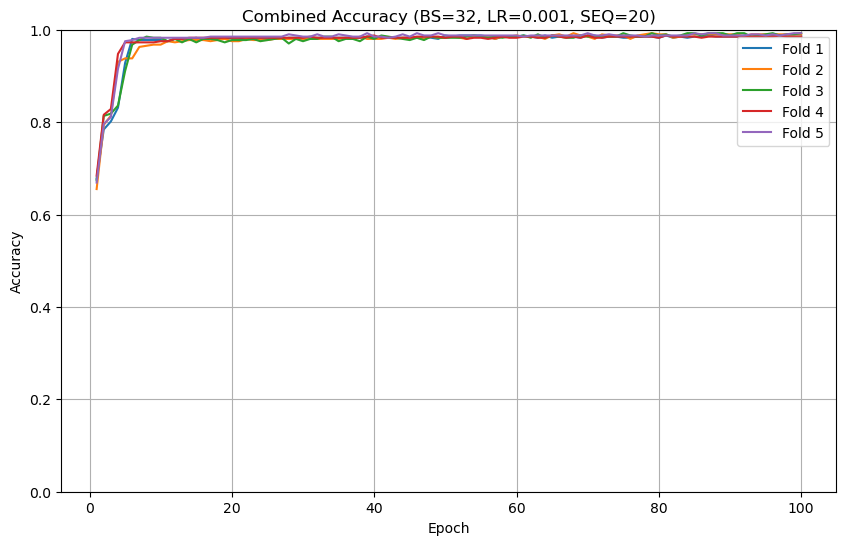 Combined Accuracy (BS=32, LR=0.001, SEQ=20)
1.0
0.8
0.6
0.4
0.2
0.0
Accuracy
Fold 1
Fold 2
Fold 3
Fold 4
Fold 5
0 20 40 60 80 100
Epoch